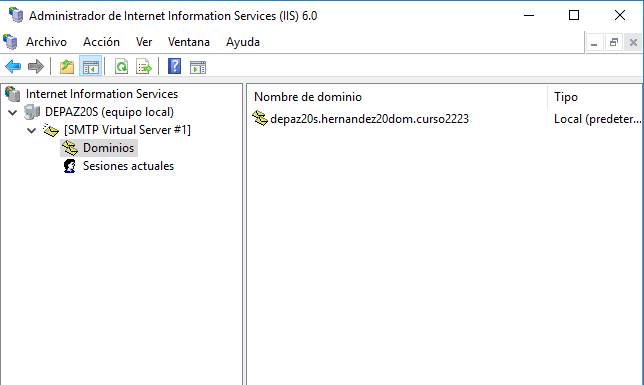 Administrador de Internet Information Services (IIS) 6.0
Archivo Acción Ver Ventana Ayuda
Internet Information Services
DEPAZ20S (equipo local)
[SMTP Virtual Server #1]
Dominios
Sesiones actuales
Nombre de dominio Tipo
depaz20s.hernandez20dom.curso2223 Local (predeter...